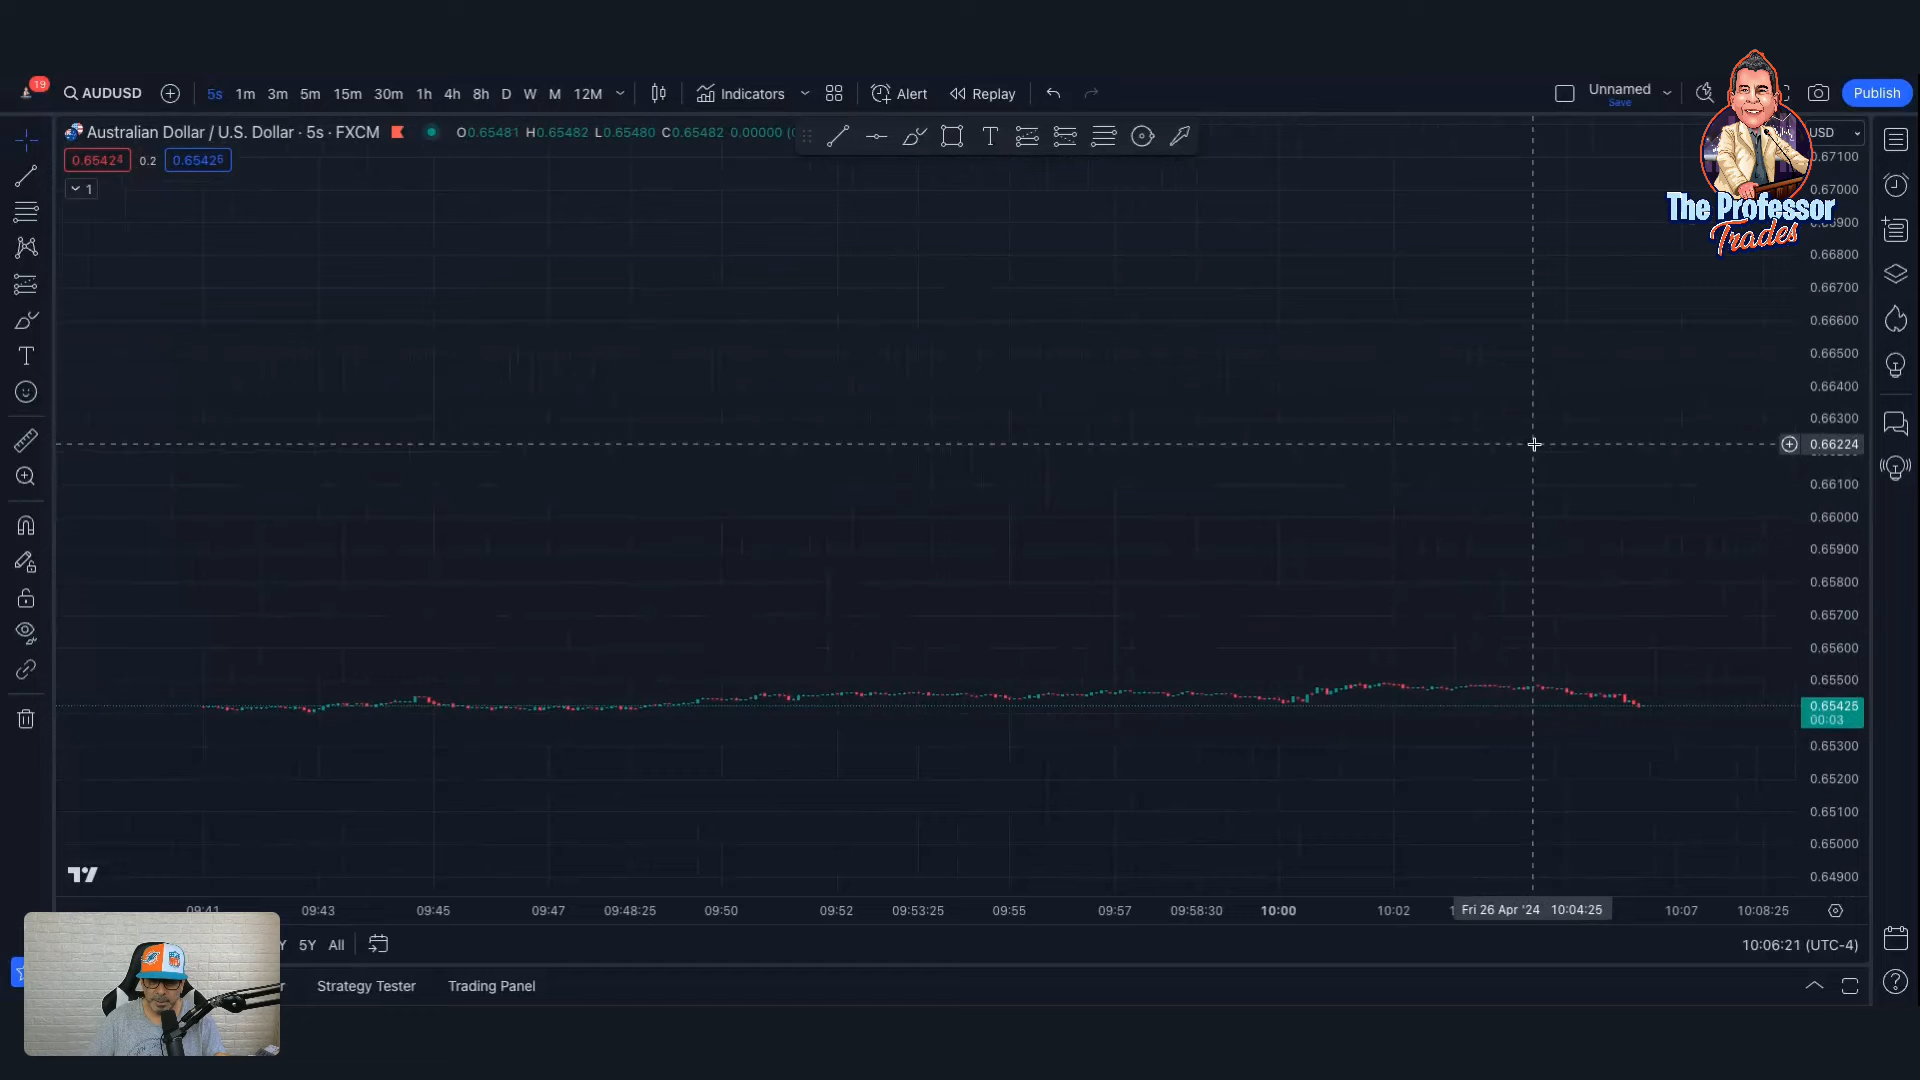 19
AUDUSD
5s 1m 3m 5m 15m 30m 1h 4h 8h D W M 12M
Indicators
Alert
Replay
Unnamed
Save
Publish
Australian Dollar / U.S. Dollar · 5s · FXCM
O0.65481 H0.65482 L0.65480 C0.65482 0.00000
0.65424 0.2 0.65426
1
USD
The Professor
Trades
0.67100
0.67000
0.66800
0.66700
0.66600
0.66500
0.66400
0.66300
0.66224
0.66100
0.66000
0.65900
0.65800
0.65700
0.65600
0.65500
0.65425
00:03
0.65300
0.65200
0.65100
0.65000
0.64900
09:41 09:43 09:45 09:47 09:48:25 09:50 09:52 09:53:25 09:55 09:57 09:58:30 10:00 10:02 Fri 26 Apr '24 10:04:25 10:07 10:08:25
5Y All
10:06:21 (UTC-4)
Strategy Tester
Trading Panel